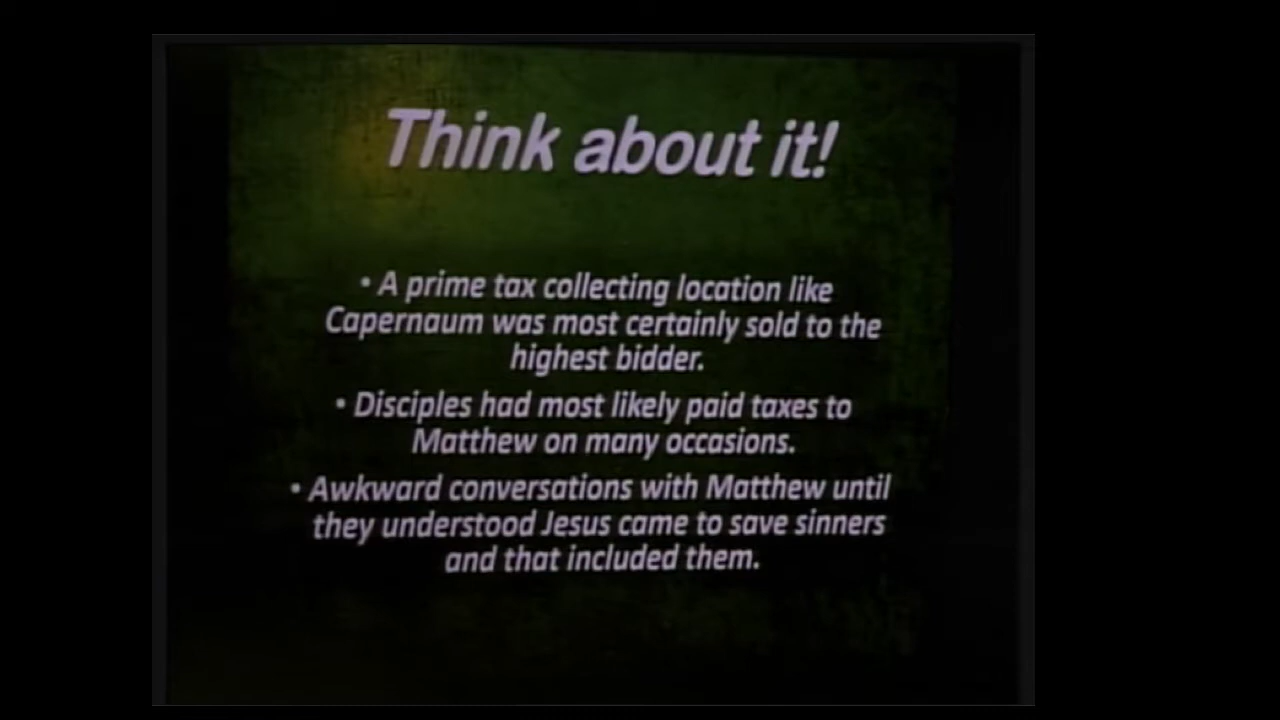 Think about it!
• A prime tax collecting location like
Capernaum was most certainly sold to the
highest bidder.
• Disciples had most likely paid taxes to
Matthew on many occasions.
• Awkward conversations with Matthew until
they understood Jesus came to save sinners
and that included them.